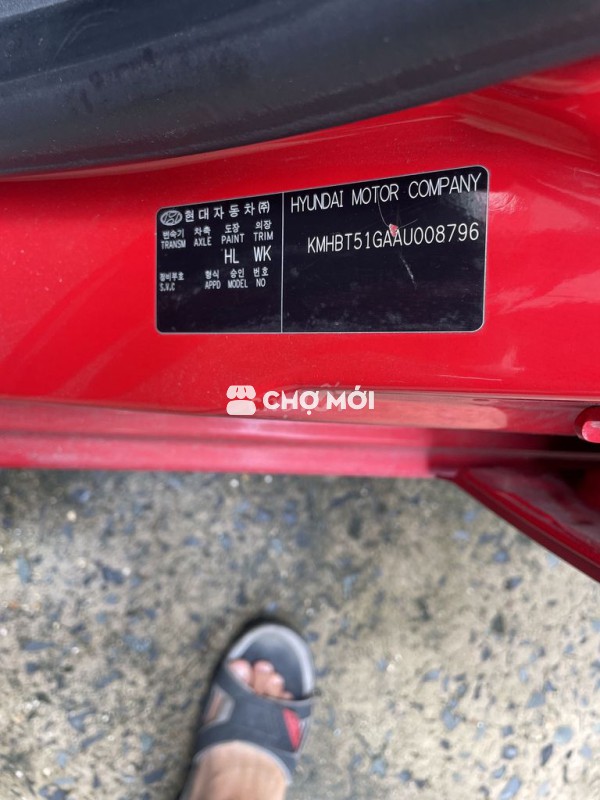 현대자동차㈜
변속기 차축 도장 의장
TRANSM AXLE PAINT TRIM
HL WK
정비부호 형식 승인 번호
S.V.C APPD MODEL NO
HYUNDAI MOTOR COMPANY
KMHBT51GAAU008796
CHỢ MỚI